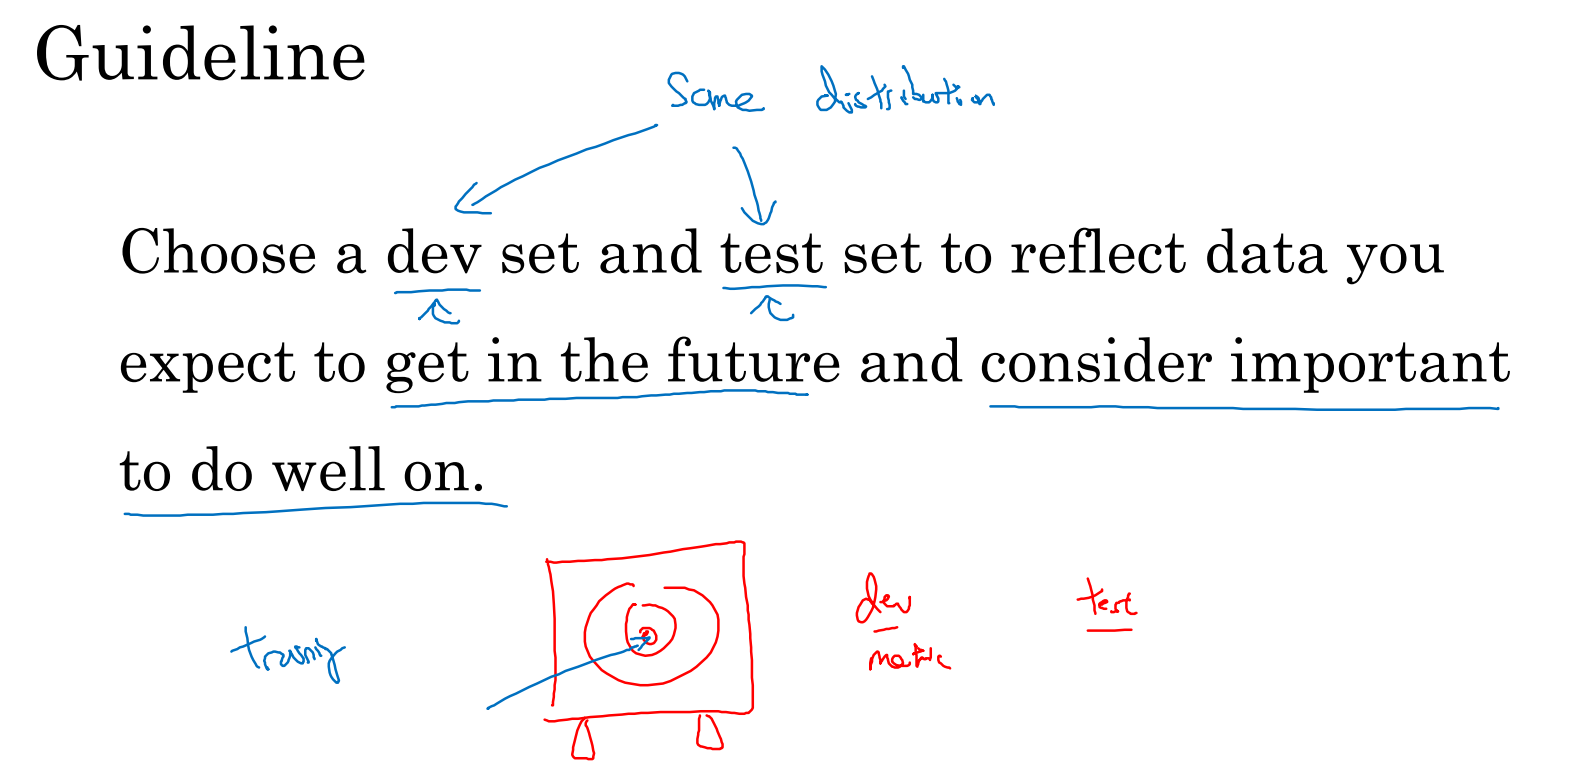 Guideline
Same distribution
Choose a dev set and test set to reflect data you
expect to get in the future and consider important
to do well on.
dev test
training
metric